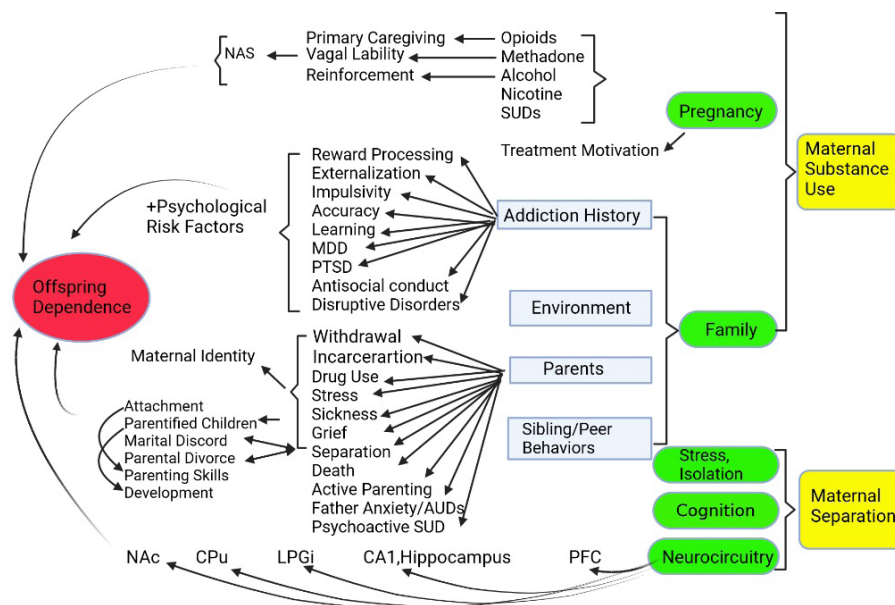 Primary Caregiving
Opioids
NAS
Vagal Lability
Methadone
Reinforcement
Alcohol
Nicotine
SUDs
Pregnancy
Treatment Motivation
Maternal
Substance
Use
Reward Processing
Externalization
Impulsivity
Accuracy
Learning
MDD
PTSD
Antisocial conduct
Disruptive Disorders
+Psychological
Risk Factors
Addiction History
Offspring
Dependence
Environment
Family
Withdrawal
Incarcerartion
Drug Use
Stress
Sickness
Grief
Separation
Death
Active Parenting
Father Anxiety/AUDs
Psychoactive SUD
Parents
Maternal Identity
Attachment
Parentified Children
Marital Discord
Parental Divorce
Parenting Skills
Development
Sibling/Peer
Behaviors
Stress,
Isolation
Cognition
Neurocircuitry
Maternal
Separation
NAc
CPu
LPGi
CA1,Hippocampus
PFC